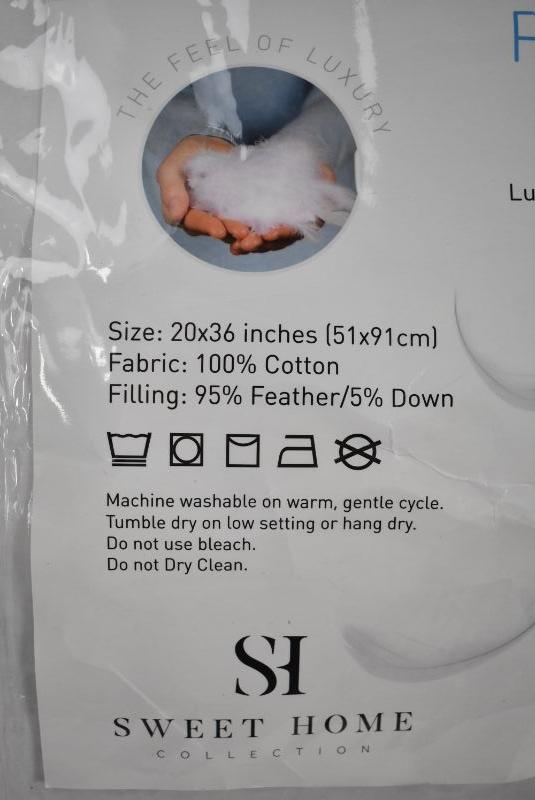 THE FEEL OF LUXURY
Lu
Size: 20x36 inches (51x91cm)
Fabric: 100% Cotton
Filling: 95% Feather/5% Down
Machine washable on warm, gentle cycle.
Tumble dry on low setting or hang dry.
Do not use bleach.
Do not Dry Clean.
SH
SWEET HOME
COLLECTION